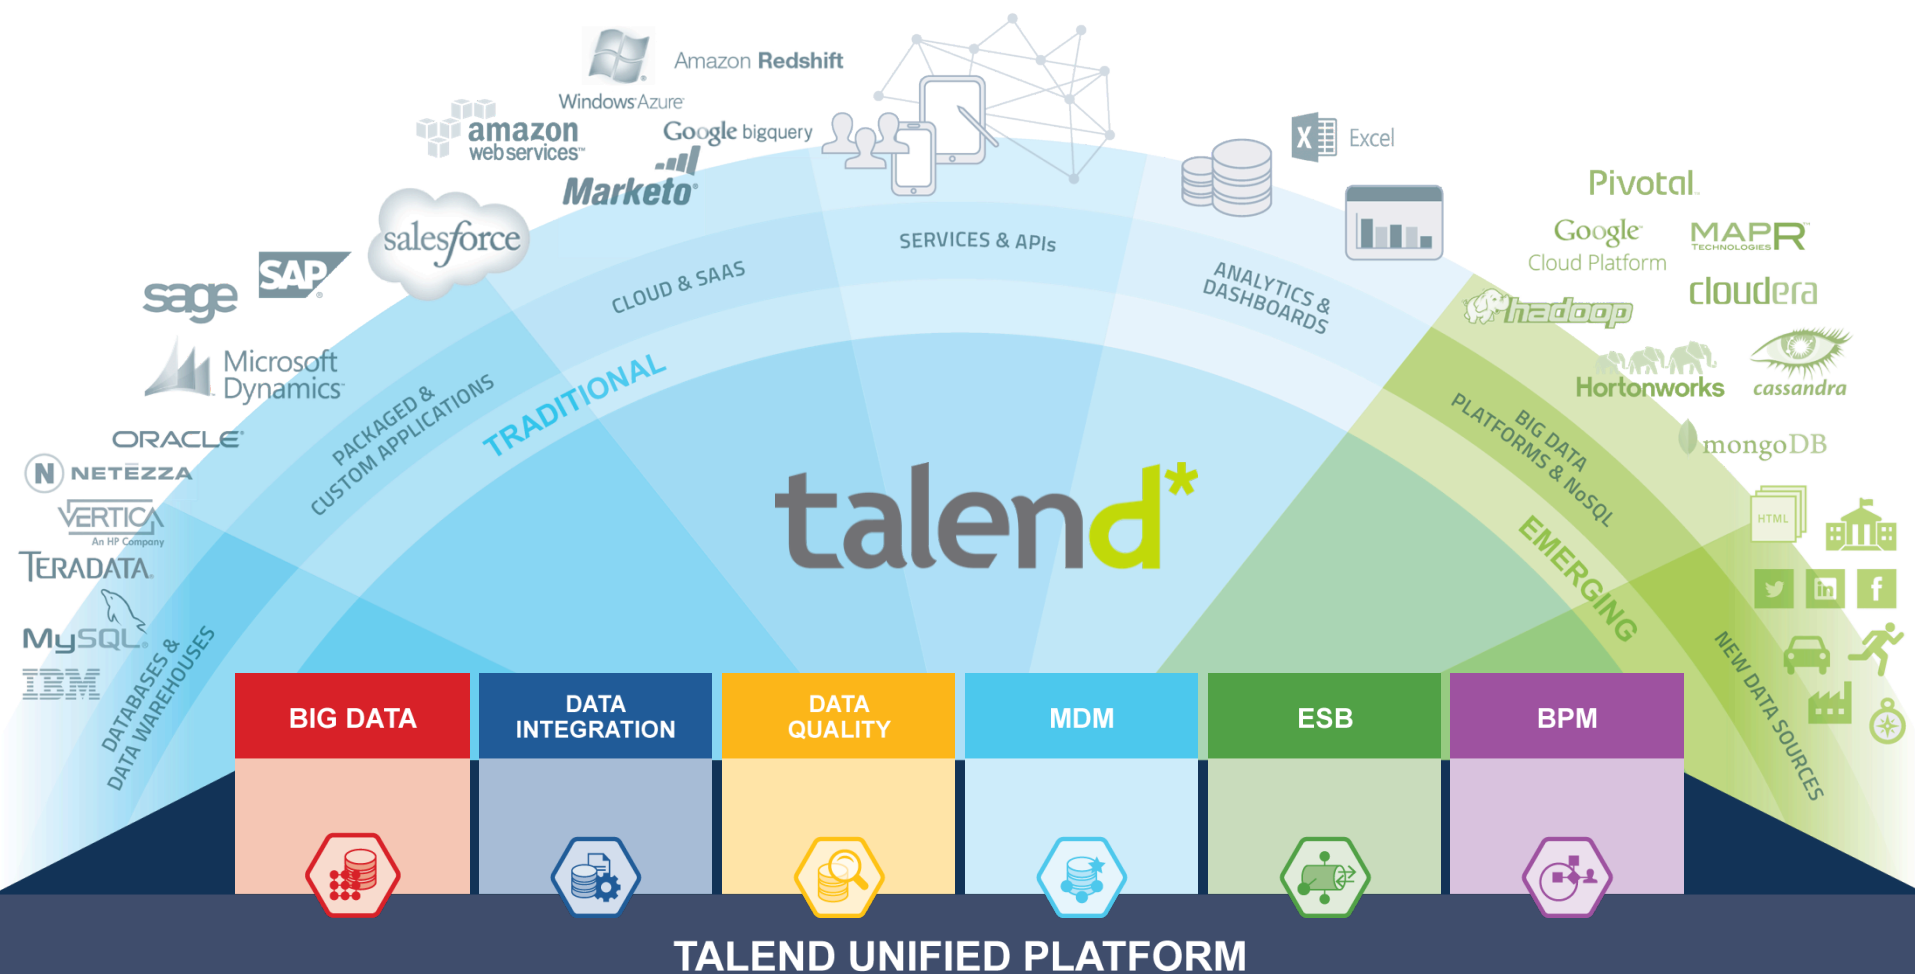 Windows Azure
Amazon Redshift
amazon
web services™
Google bigquery
Marketo
salesforce
SAP
sage
Microsoft
Dynamics
ORACLE
N NETĒZZA
VERTICA
An HP Company
TERADATA
MySQL
IBM
Excel
Pivotal
Google
Cloud Platform
MAPR
TECHNOLOGIES
cloudera
hadoop
Hortonworks
cassandra
mongoDB
HTML
in
f
DATABASES &
DATA WAREHOUSES
PACKAGED &
CUSTOM APPLICATIONS
CLOUD & SAAS
SERVICES & APIs
ANALYTICS &
DASHBOARDS
BIG DATA
PLATFORMS & NoSQL
NEW DATA SOURCES
TRADITIONAL
EMERGING
talend*
BIG DATA
DATA
INTEGRATION
DATA
QUALITY
MDM
ESB
BPM
TALEND UNIFIED PLATFORM